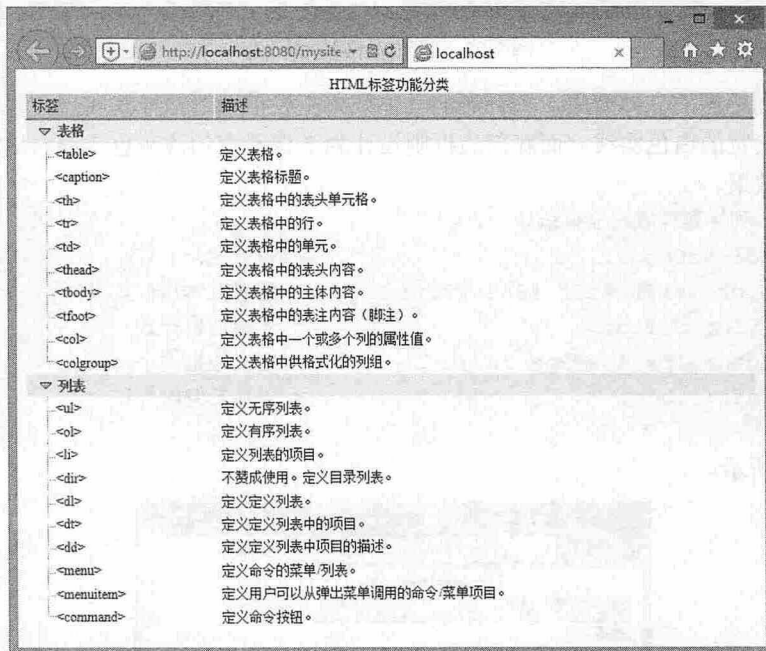 http://localhost:8080/mysite localhost
HTML标签功能分类
标签 描述
表格
<table> 定义表格。
<caption> 定义表格标题。
<th> 定义表格中的表头单元格。
<tr> 定义表格中的行。
<td> 定义表格中的单元。
<thead> 定义表格中的表头内容。
<tbody> 定义表格中的主体内容。
<tfoot> 定义表格中的表注内容（脚注）。
<col> 定义表格中一个或多个列的属性值。
<colgroup> 定义表格中供格式化的列组。
列表
<ul> 定义无序列表。
<ol> 定义有序列表。
<li> 定义列表的项目。
<dir> 不赞成使用。定义目录列表。
<dl> 定义定义列表。
<dt> 定义定义列表中的项目。
<dd> 定义定义列表中项目的描述。
<menu> 定义命令的菜单/列表。
<menuitem> 定义用户可以从弹出菜单调用的命令/菜单项目。
<command> 定义命令按钮。